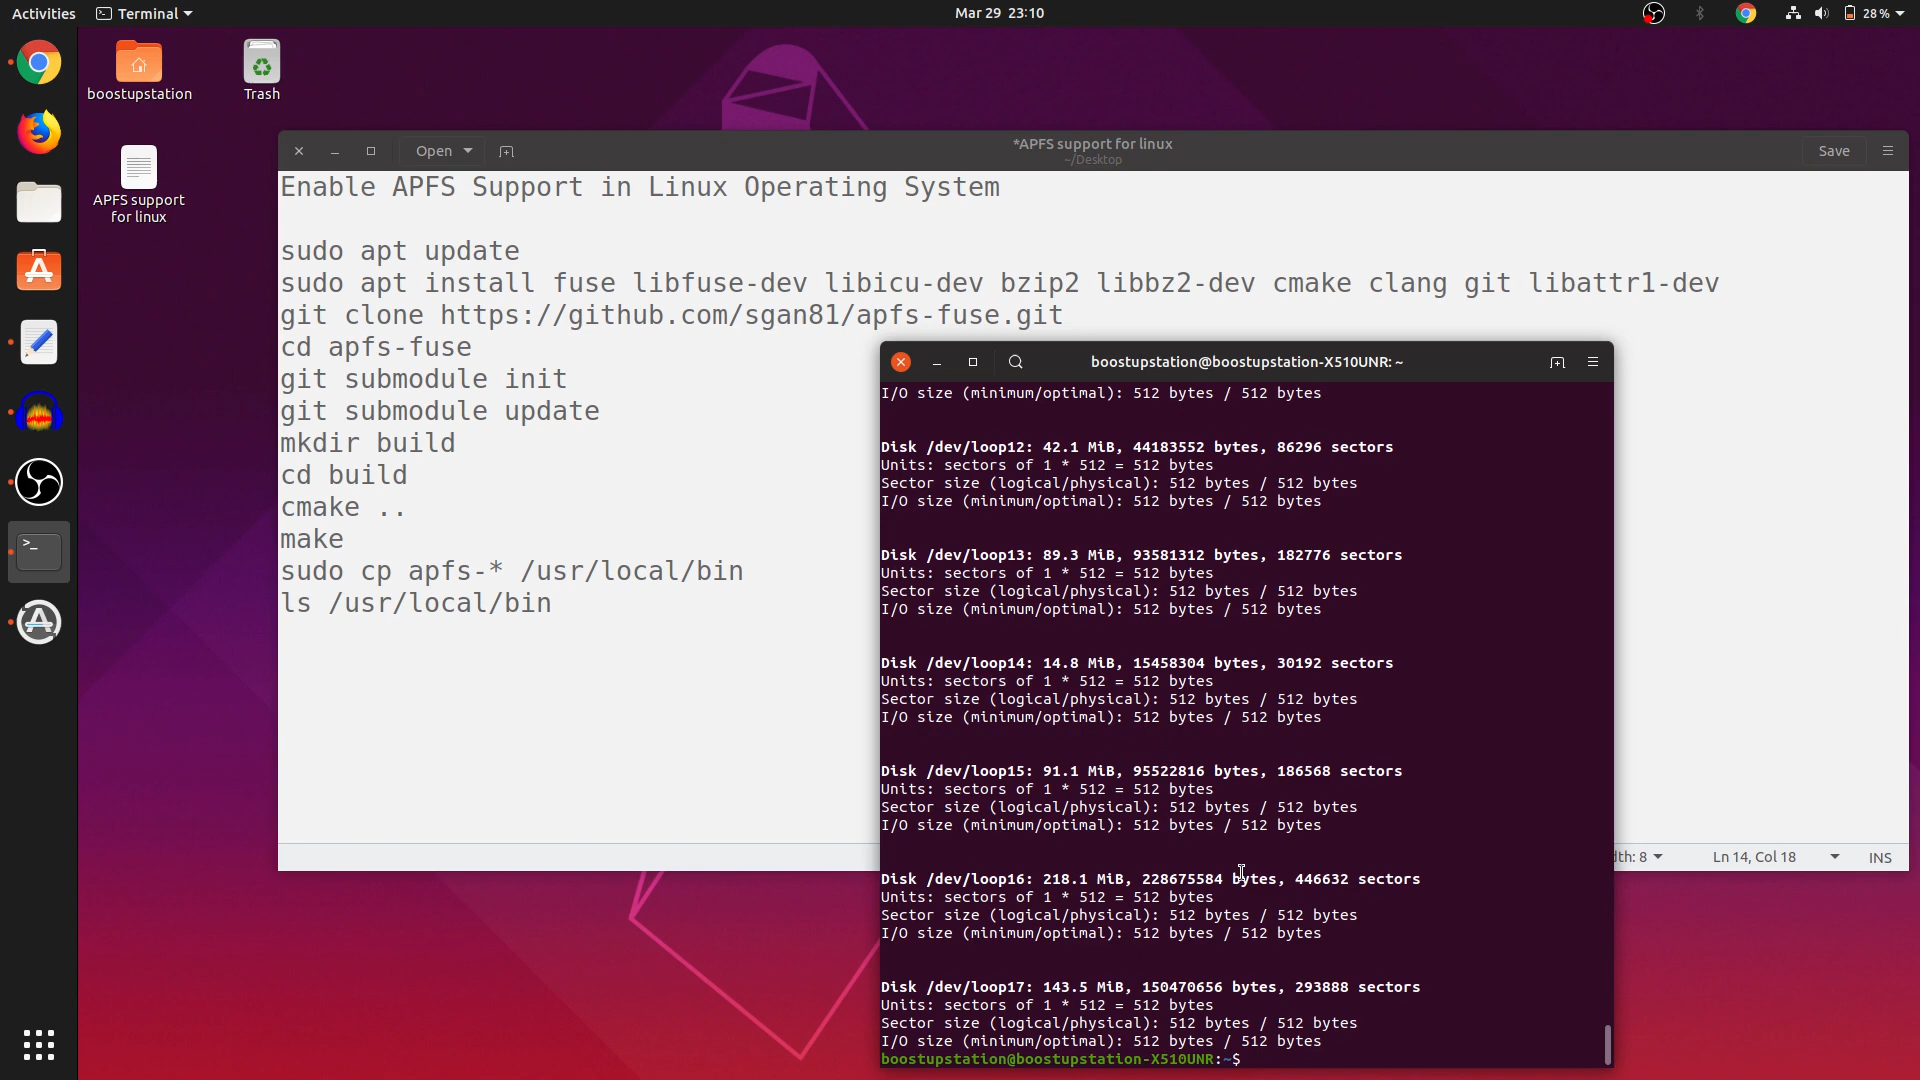 Activities
Terminal
Mar 29 23:10
28 %
boostupstation
Trash
APFS support
for linux
Open
*APFS support for linux
~/Desktop
Save
Enable APFS Support in Linux Operating System
sudo apt update
sudo apt install fuse libfuse-dev libicu-dev bzip2 libbz2-dev cmake clang git libattr1-dev
git clone https://github.com/sgan81/apfs-fuse.git
cd apfs-fuse
git submodule init
git submodule update
mkdir build
cd build
cmake ..
make
sudo cp apfs-* /usr/local/bin
ls /usr/local/bin
boostupstation@boostupstation-X510UNR: ~
I/O size (minimum/optimal): 512 bytes / 512 bytes
Disk /dev/loop12: 42.1 MiB, 44183552 bytes, 86296 sectors
Units: sectors of 1 * 512 = 512 bytes
Sector size (logical/physical): 512 bytes / 512 bytes
I/O size (minimum/optimal): 512 bytes / 512 bytes
Disk /dev/loop13: 89.3 MiB, 93581312 bytes, 182776 sectors
Units: sectors of 1 * 512 = 512 bytes
Sector size (logical/physical): 512 bytes / 512 bytes
I/O size (minimum/optimal): 512 bytes / 512 bytes
Disk /dev/loop14: 14.8 MiB, 15458304 bytes, 30192 sectors
Units: sectors of 1 * 512 = 512 bytes
Sector size (logical/physical): 512 bytes / 512 bytes
I/O size (minimum/optimal): 512 bytes / 512 bytes
Disk /dev/loop15: 91.1 MiB, 95522816 bytes, 186568 sectors
Units: sectors of 1 * 512 = 512 bytes
Sector size (logical/physical): 512 bytes / 512 bytes
I/O size (minimum/optimal): 512 bytes / 512 bytes
Disk /dev/loop16: 218.1 MiB, 228675584 bytes, 446632 sectors
Units: sectors of 1 * 512 = 512 bytes
Sector size (logical/physical): 512 bytes / 512 bytes
I/O size (minimum/optimal): 512 bytes / 512 bytes
Disk /dev/loop17: 143.5 MiB, 150470656 bytes, 293888 sectors
Units: sectors of 1 * 512 = 512 bytes
Sector size (logical/physical): 512 bytes / 512 bytes
I/O size (minimum/optimal): 512 bytes / 512 bytes
boostupstation@boostupstation-X510UNR:~$
dth: 8
Ln 14, Col 18
INS